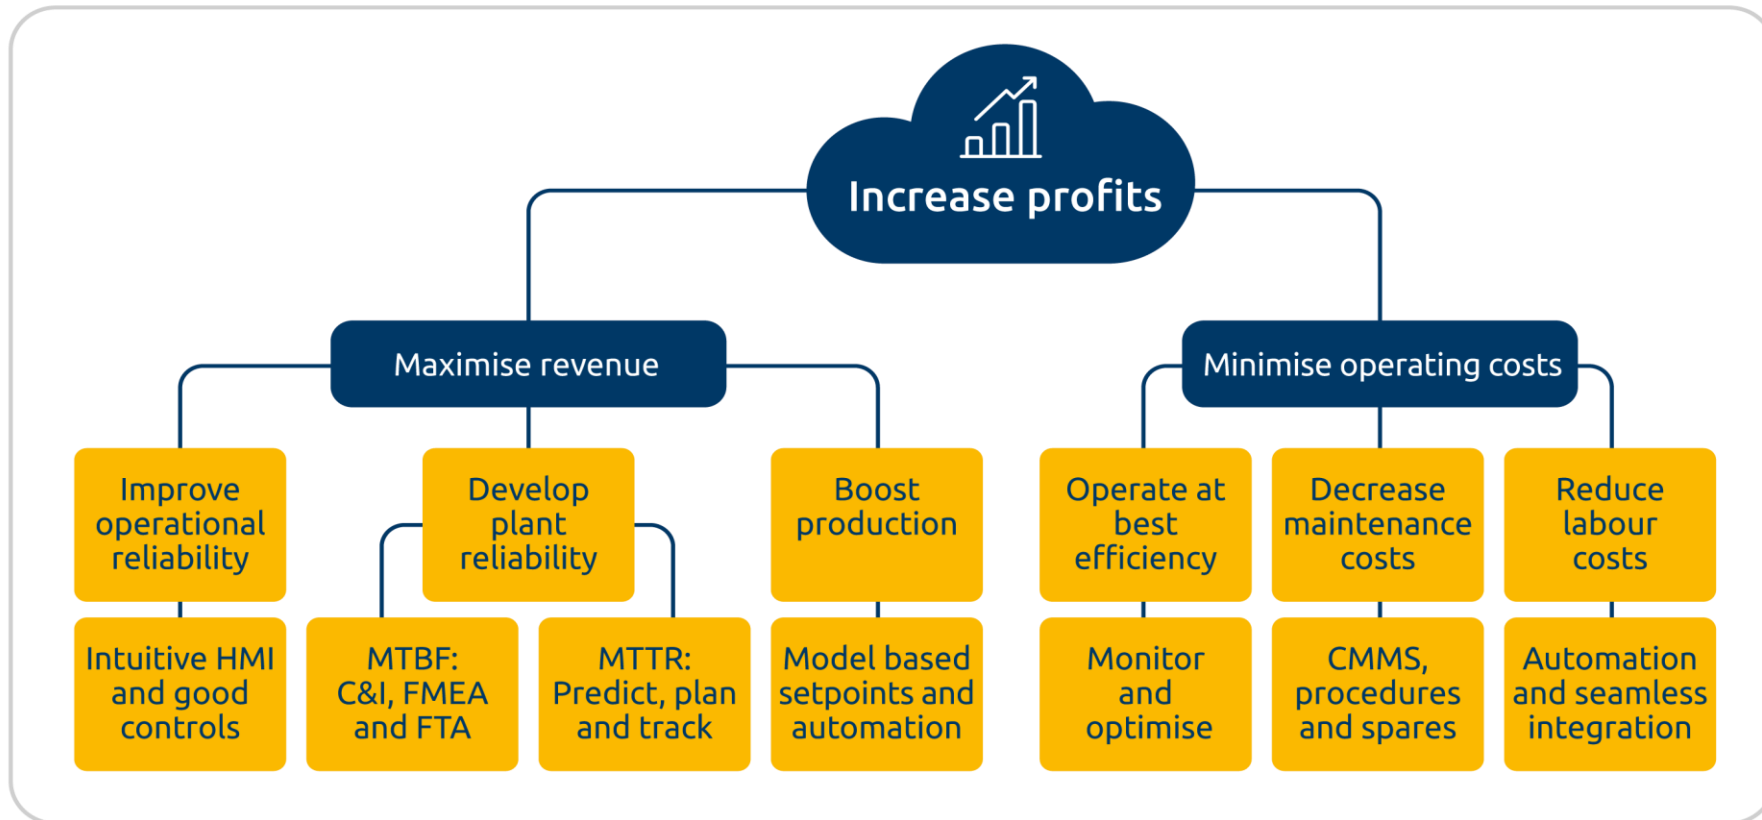 Increase profits
Maximise revenue
Minimise operating costs
Improve
operational
reliability
Develop
plant
reliability
Boost
production
Operate at
best
efficiency
Decrease
maintenance
costs
Reduce
labour
costs
Intuitive HMI
and good
controls
MTBF:
C&I, FMEA
and FTA
MTTR:
Predict, plan
and track
Model based
setpoints and
automation
Monitor
and
optimise
CMMS,
procedures
and spares
Automation
and seamless
integration